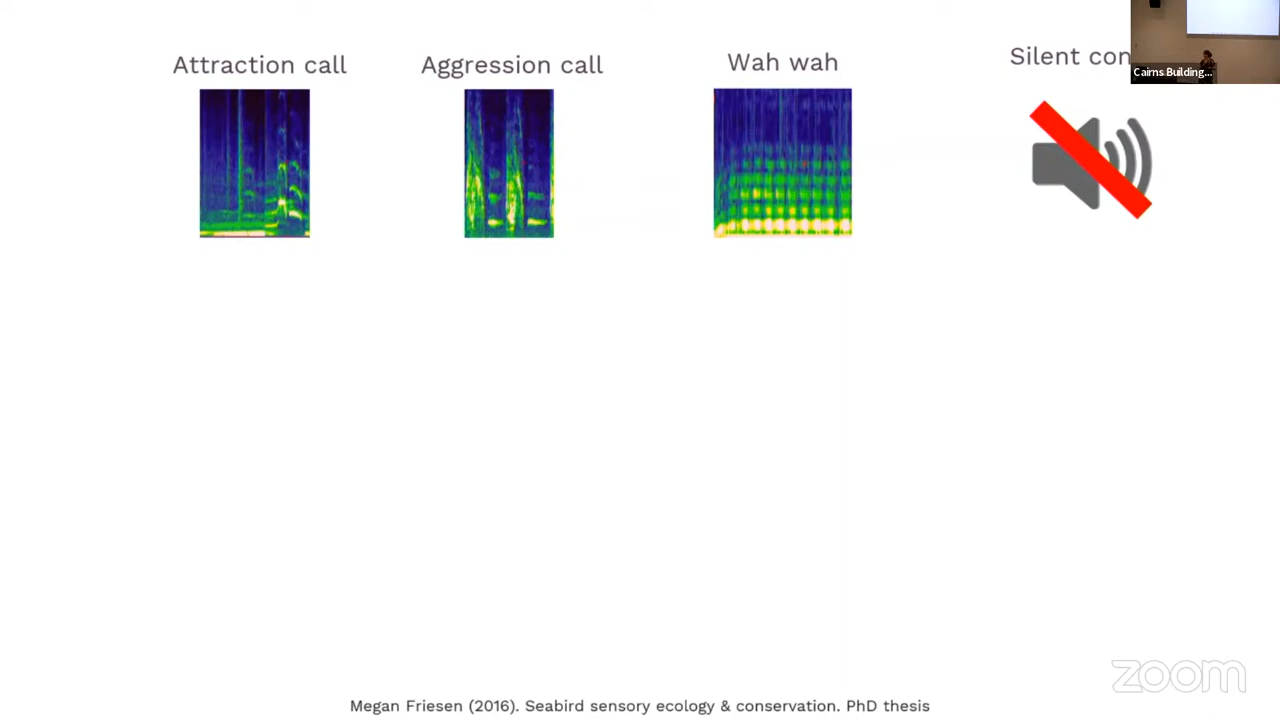 Attraction call
Aggression call
Wah wah
Silent con
Cairns Building...
Megan Friesen (2016). Seabird sensory ecology & conservation. PhD thesis
zoom